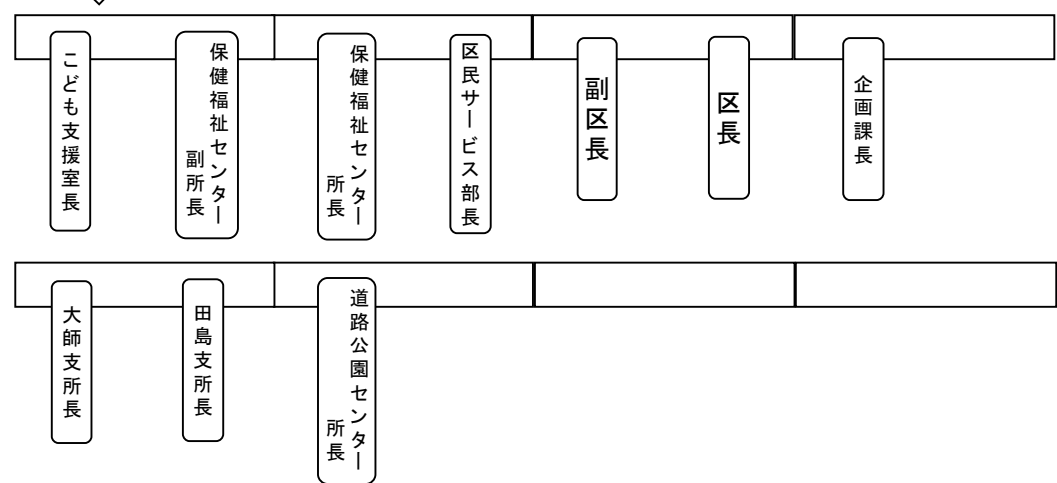 こども支援室長
保健福祉センター
副所長
保健福祉センター
所長
区民サービス部長
副区長
区長
企画課長
大師支所長
田島支所長
道路公園センター
所長